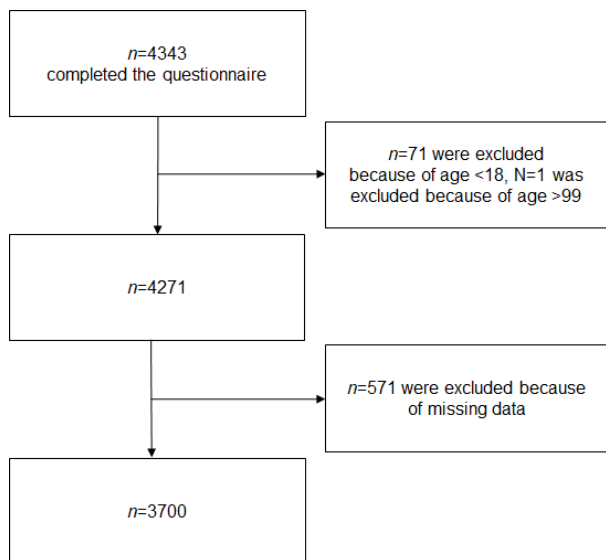 n=4343
completed the questionnaire
n=71 were excluded
because of age <18, N=1 was
excluded because of age >99
n=4271
n=571 were excluded because
of missing data
n=3700